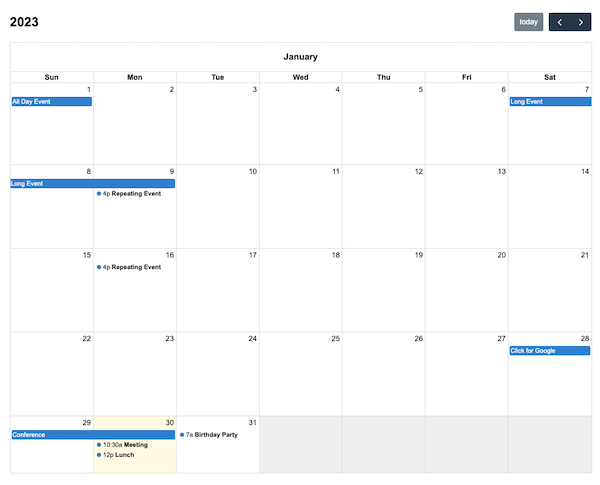 2023 today
January
Sun Mon Tue Wed Thu Fri Sat
1 2 3 4 5 6 7
All Day Event Long Event
8 9 10 11 12 13 14
Long Event
4p Repeating Event
15 16 17 18 19 20 21
4p Repeating Event
22 23 24 25 26 27 28
Click for Google
29 30 31
Conference 7a Birthday Party
10:30a Meeting
12p Lunch